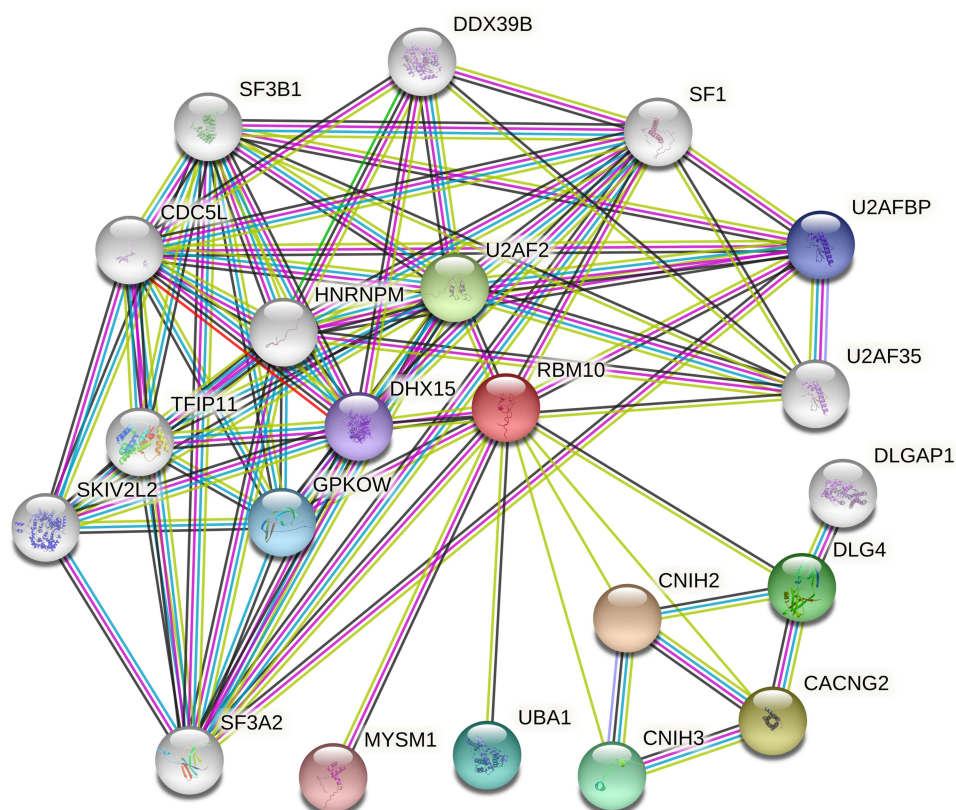 DDX39B
SF3B1
SF1
CDC5L
U2AFBP
U2AF2
HNRNPM
U2AF35
RBM10
DHX15
TFIP11
DLGAP1
SKIV2L2
GPKOW
DLG4
CNIH2
CACNG2
SF3A2
UBA1
MYSM1
CNIH3